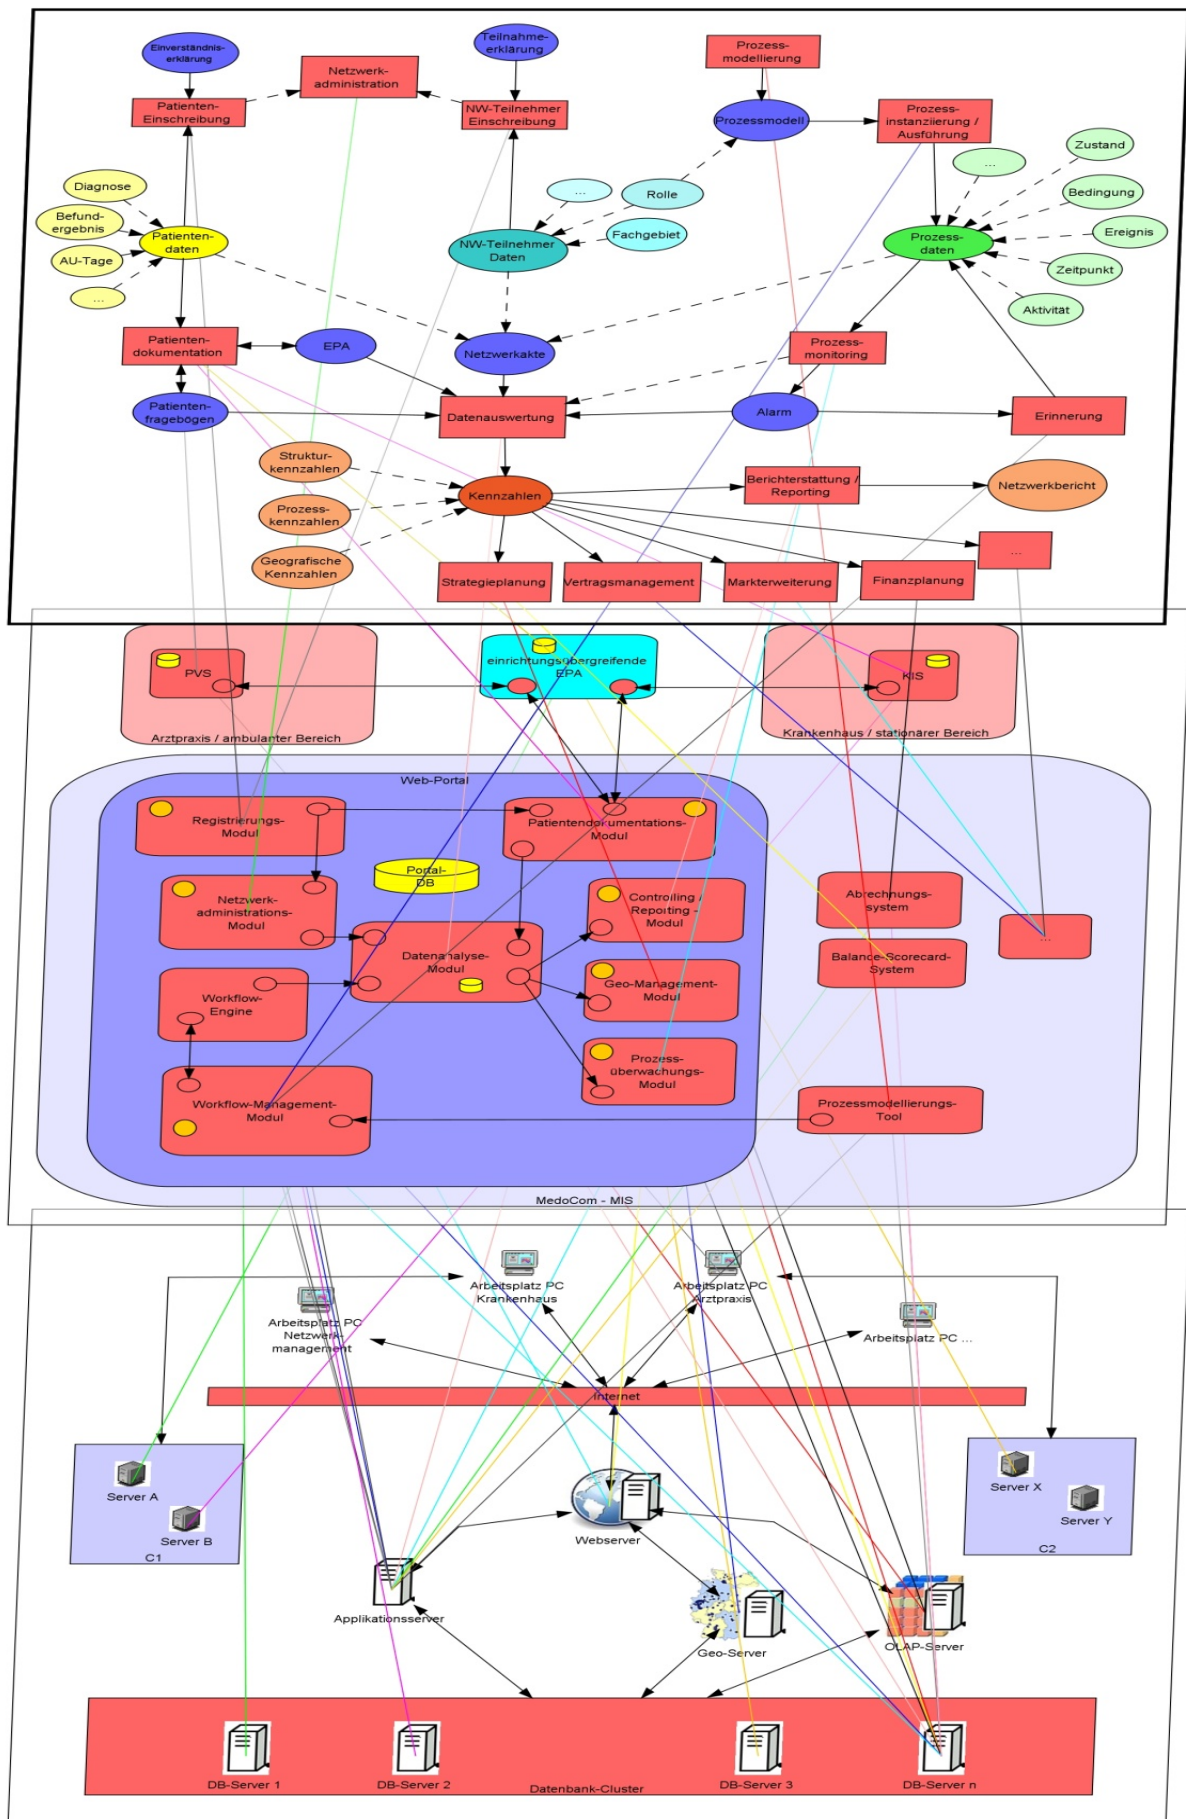 Einverständnis-
erklärung
Teilnahme-
erklärung
Prozess-
modellierung
Netzwerk-
administration
Patienten-
Einschreibung
NW-Teilnehmer
Einschreibung
Prozessmodell
Prozess-
instanziierung /
Ausführung
Zustand
...
Bedingung
Diagnose
...
Rolle
Befund-
ergebnis
Patienten-
daten
NW-Teilnehmer
Daten
Fachgebiet
Prozess-
daten
Ereignis
AU-Tage
Zeitpunkt
...
Aktivität
Patienten-
dokumentation
EPA
Netzwerkakte
Prozess-
monitoring
Patienten-
fragebögen
Datenauswertung
Alarm
Erinnerung
Struktur-
kennzahlen
Kennzahlen
Berichterstattung /
Reporting
Netzwerkbericht
Prozess-
kennzahlen
Geografische
Kennzahlen
...
Strategieplanung
Vertragsmanagement
Markterweiterung
Finanzplanung
PVS
einrichtungsübergreifende
EPA
KIS
Arztpraxis / ambulanter Bereich
Krankenhaus / stationärer Bereich
Web-Portal
Registrierungs-
Modul
Patientendokumentations-
Modul
Portal-
DB
Netzwerk-
administrations-
Modul
Controlling /
Reporting -
Modul
Abrechnungs-
system
...
Datenanalyse-
Modul
Balance-Scorecard-
System
Geo-Management-
Modul
Workflow-
Engine
Prozess-
überwachungs-
Modul
Workflow-Management-
Modul
Prozessmodellierungs-
Tool
MedoCom - MIS
Arbeitsplatz PC
Krankenhaus
Arbeitsplatz PC
Arztpraxis
Arbeitsplatz PC
Netzwerk-
management
Arbeitsplatz PC ...
Internet
Server A
Server B
C1
Webserver
Server X
Server Y
C2
Applikationsserver
Geo-Server
OLAP-Server
DB-Server 1
DB-Server 2
DB-Server 3
DB-Server n
Datenbank-Cluster